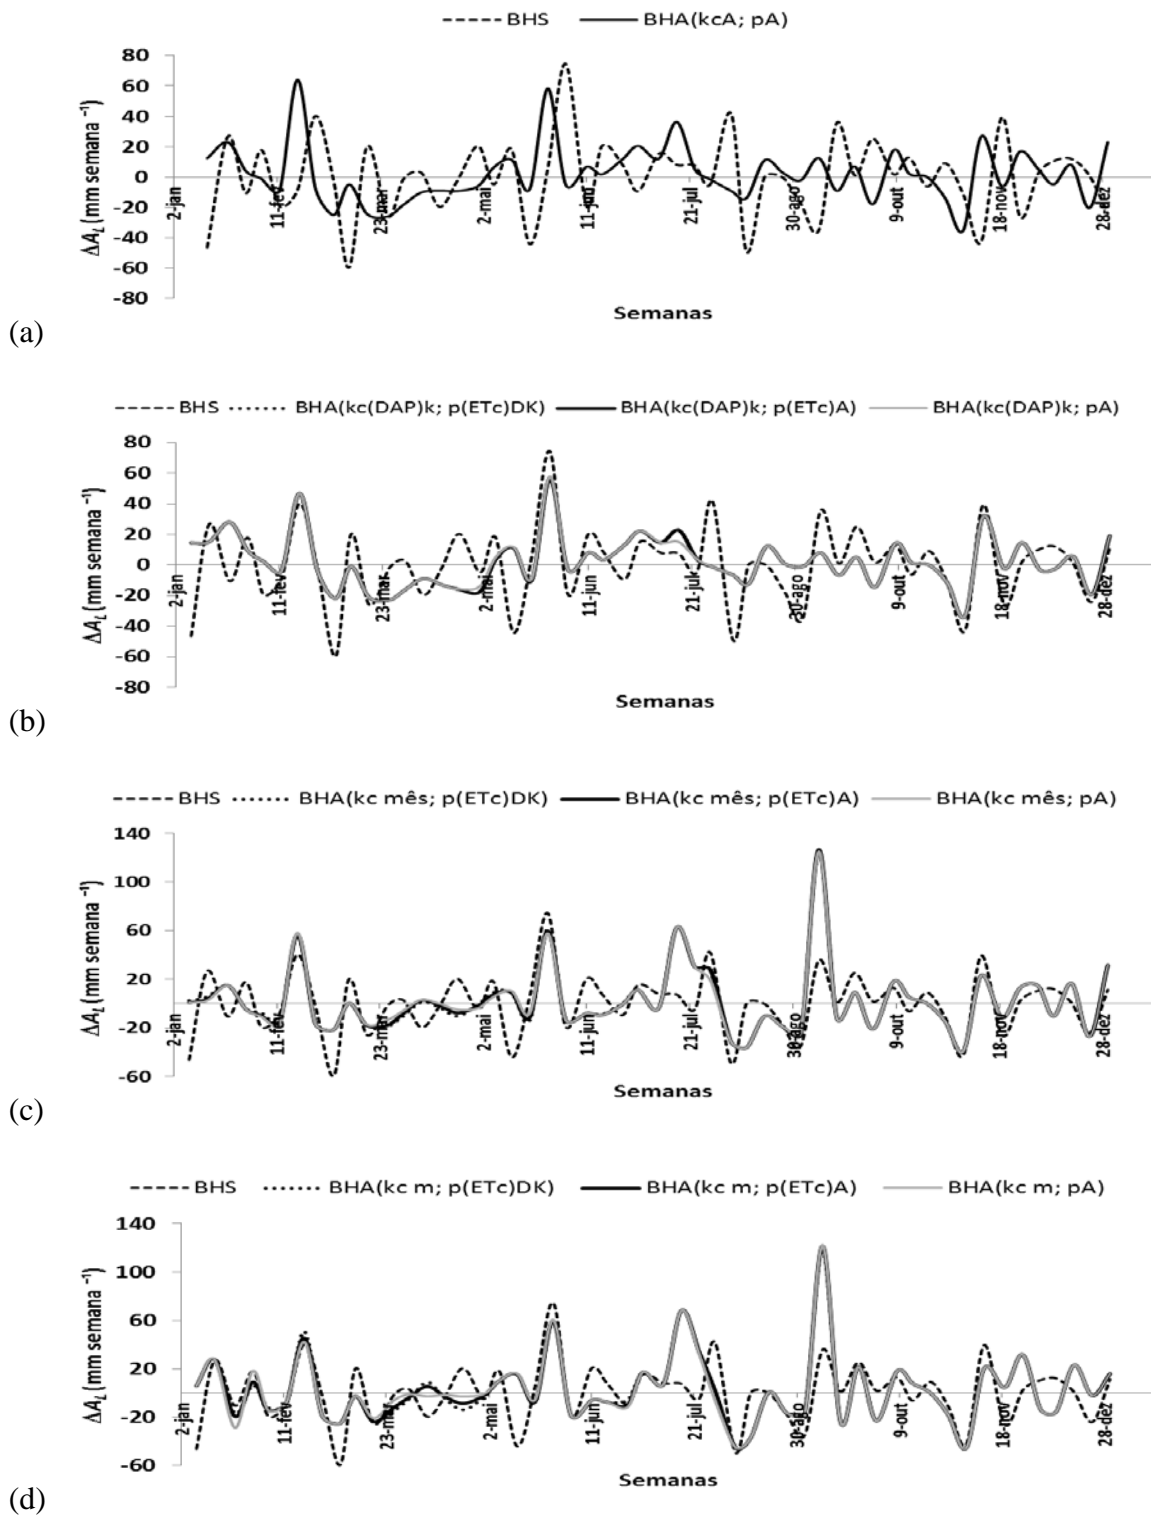 BHS BHA(kcA; pA)
80
60
40
20
0
-20
-40
-60
-80
ΔA_L (mm semana ⁻¹)
2-jan 11-fev 23-mar 2-mai 11-jun 21-jul 30-ago 9-out 18-nov 28-dez
Semanas
(a)
BHS BHA(kc(DAP)k; p(ETc)DK) BHA(kc(DAP)k; p(ETc)A) BHA(kc(DAP)k; pA)
80
60
40
20
0
-20
-40
-60
-80
ΔA_L (mm semana ⁻¹)
2-jan 11-fev 23-mar 2-mai 11-jun 21-jul 30-ago 9-out 18-nov 28-dez
Semanas
(b)
BHS BHA(kc mês; p(ETc)DK) BHA(kc mês; p(ETc)A) BHA(kc mês; pA)
140
100
60
20
-20
-60
ΔA_L (mm semana ⁻¹)
2-jan 11-fev 23-mar 2-mai 11-jun 21-jul 30-ago 9-out 18-nov 28-dez
Semanas
(c)
BHS BHA(kc m; p(ETc)DK) BHA(kc m; p(ETc)A) BHA(kc m; pA)
140
100
60
20
-20
-60
ΔA_L (mm semana ⁻¹)
2-jan 11-fev 23-mar 2-mai 11-jun 21-jul 30-ago 9-out 18-nov 28-dez
Semanas
(d)